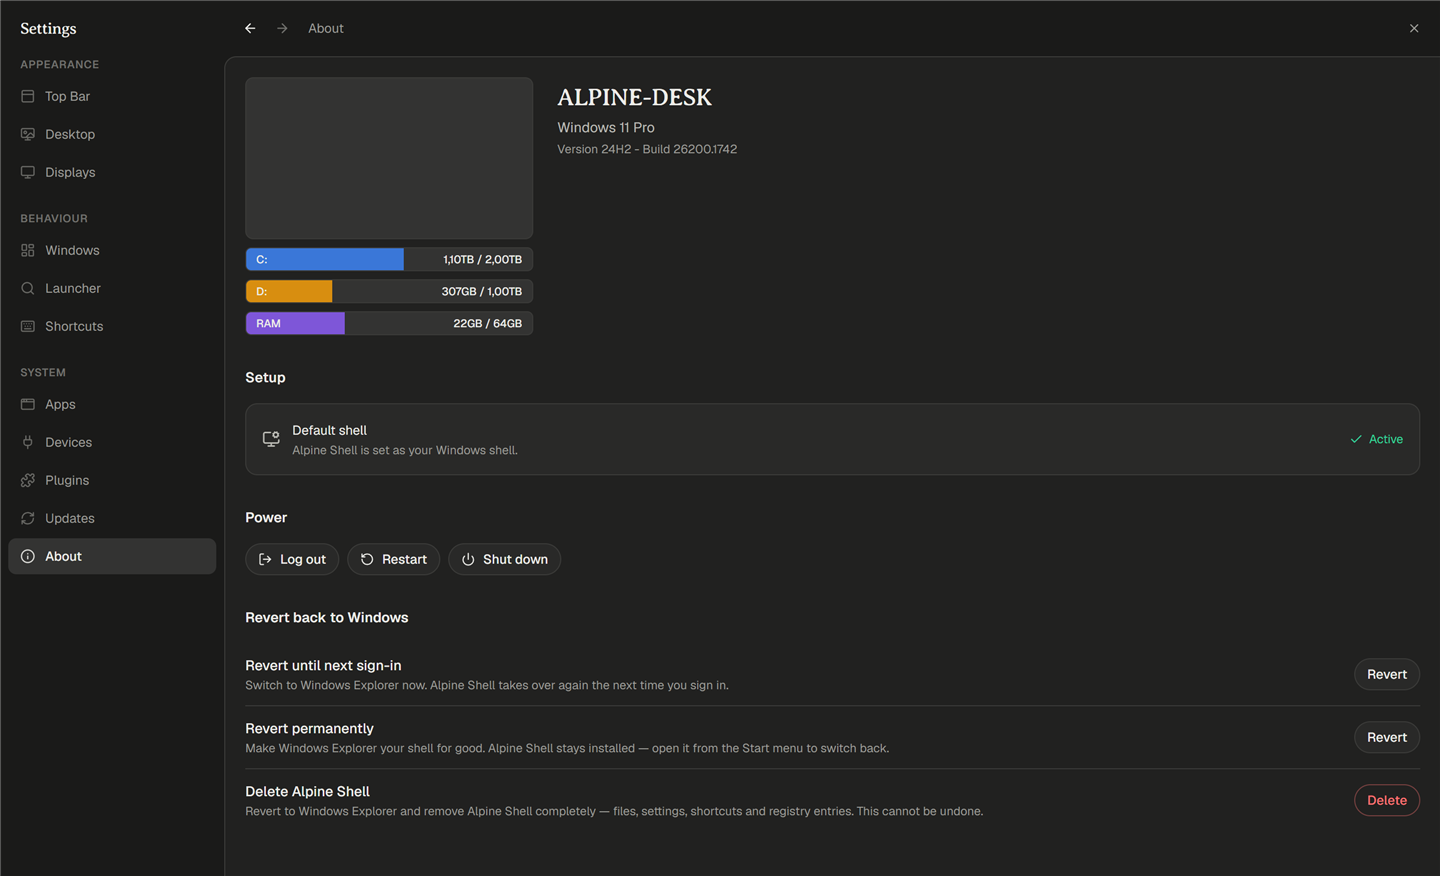 Settings
About
APPEARANCE
Top Bar
Desktop
Displays
BEHAVIOUR
Windows
Launcher
Shortcuts
SYSTEM
Apps
Devices
Plugins
Updates
About
ALPINE-DESK
Windows 11 Pro
Version 24H2 - Build 26200.1742
C: 1,10TB / 2,00TB
D: 307GB / 1,00TB
RAM 22GB / 64GB
Setup
Default shell
Alpine Shell is set as your Windows shell.
Active
Power
Log out
Restart
Shut down
Revert back to Windows
Revert until next sign-in
Switch to Windows Explorer now. Alpine Shell takes over again the next time you sign in.
Revert
Revert permanently
Make Windows Explorer your shell for good. Alpine Shell stays installed — open it from the Start menu to switch back.
Revert
Delete Alpine Shell
Revert to Windows Explorer and remove Alpine Shell completely — files, settings, shortcuts and registry entries. This cannot be undone.
Delete